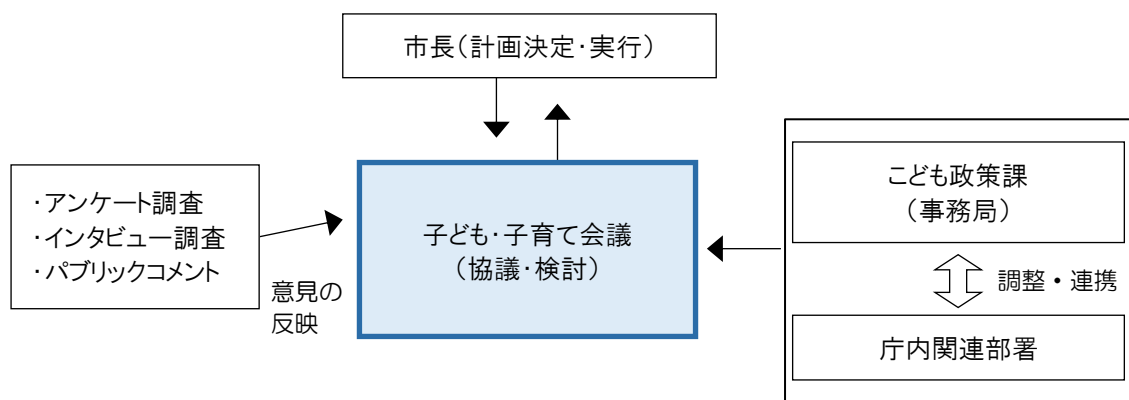 市長（計画決定・実行）
・アンケート調査
・インタビュー調査
・パブリックコメント
意見の
反映
子ども・子育て会議
（協議・検討）
こども政策課
（事務局）
調整・連携
庁内関連部署